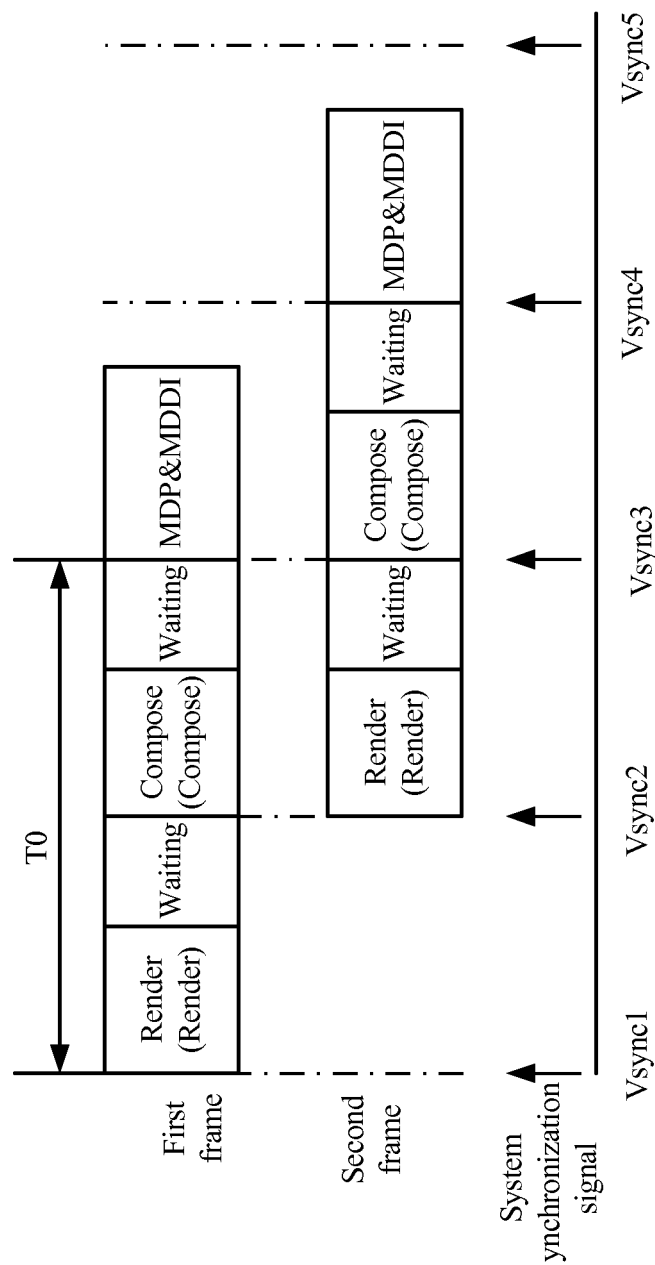 T0
First
frame
Render
(Render)
Waiting
Compose
(Compose)
Waiting
MDP&MDDI
Second
frame
Render
(Render)
Waiting
Compose
(Compose)
Waiting
MDP&MDDI
System
ynchronization
signal
Vsync1
Vsync2
Vsync3
Vsync4
Vsync5